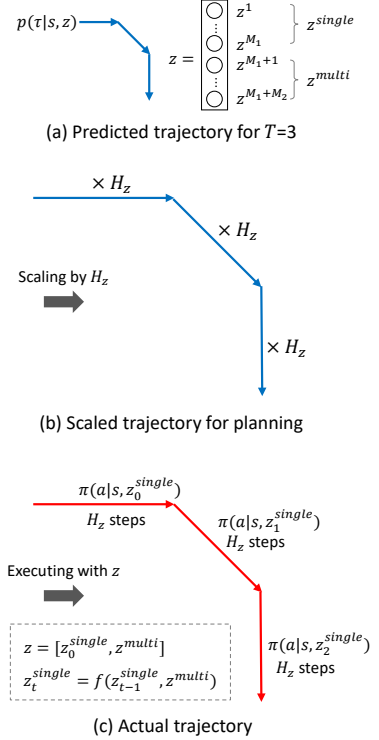 p(τ|s, z)
z =
z^1
z^{M_1}
z^{M_1+1}
z^{M_1+M_2}
z^{single}
z^{multi}
(a) Predicted trajectory for T=3
× H_z
× H_z
Scaling by H_z
× H_z
(b) Scaled trajectory for planning
π(a|s, z_0^{single})
H_z steps
π(a|s, z_1^{single})
H_z steps
Executing with z
z = [z_0^{single}, z^{multi}]
z_t^{single} = f(z_{t-1}^{single}, z^{multi})
π(a|s, z_2^{single})
H_z steps
(c) Actual trajectory